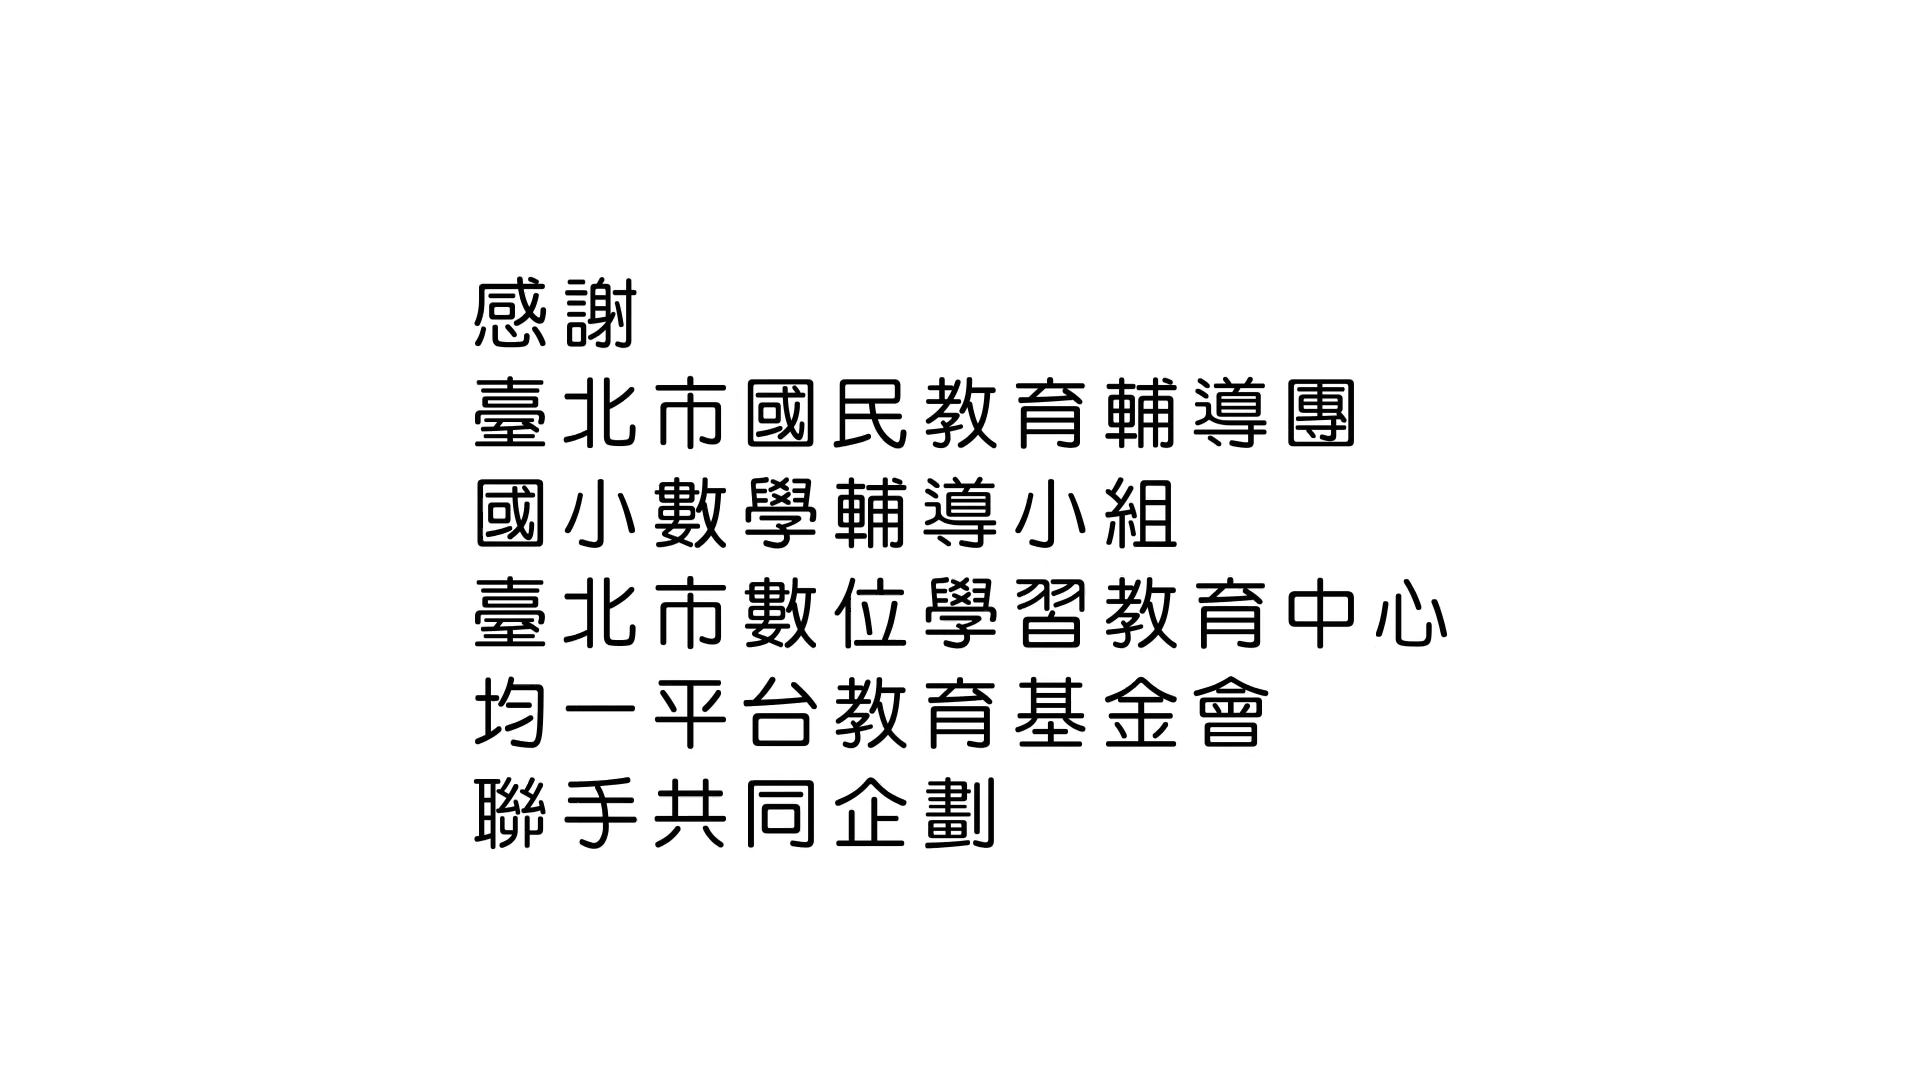 感謝
臺北市國民教育輔導團
國小數學輔導小組
臺北市數位學習教育中心
均一平台教育基金會
聯手共同企劃